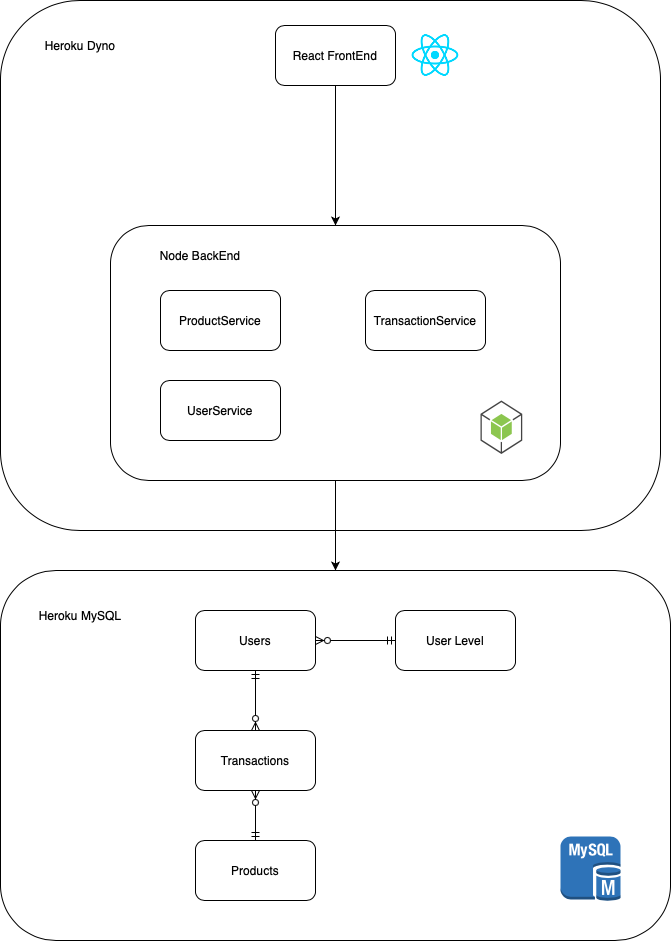 Heroku Dyno
React FrontEnd
Node BackEnd
ProductService
TransactionService
UserService
Heroku MySQL
Users
User Level
Transactions
Products
MySQL
M